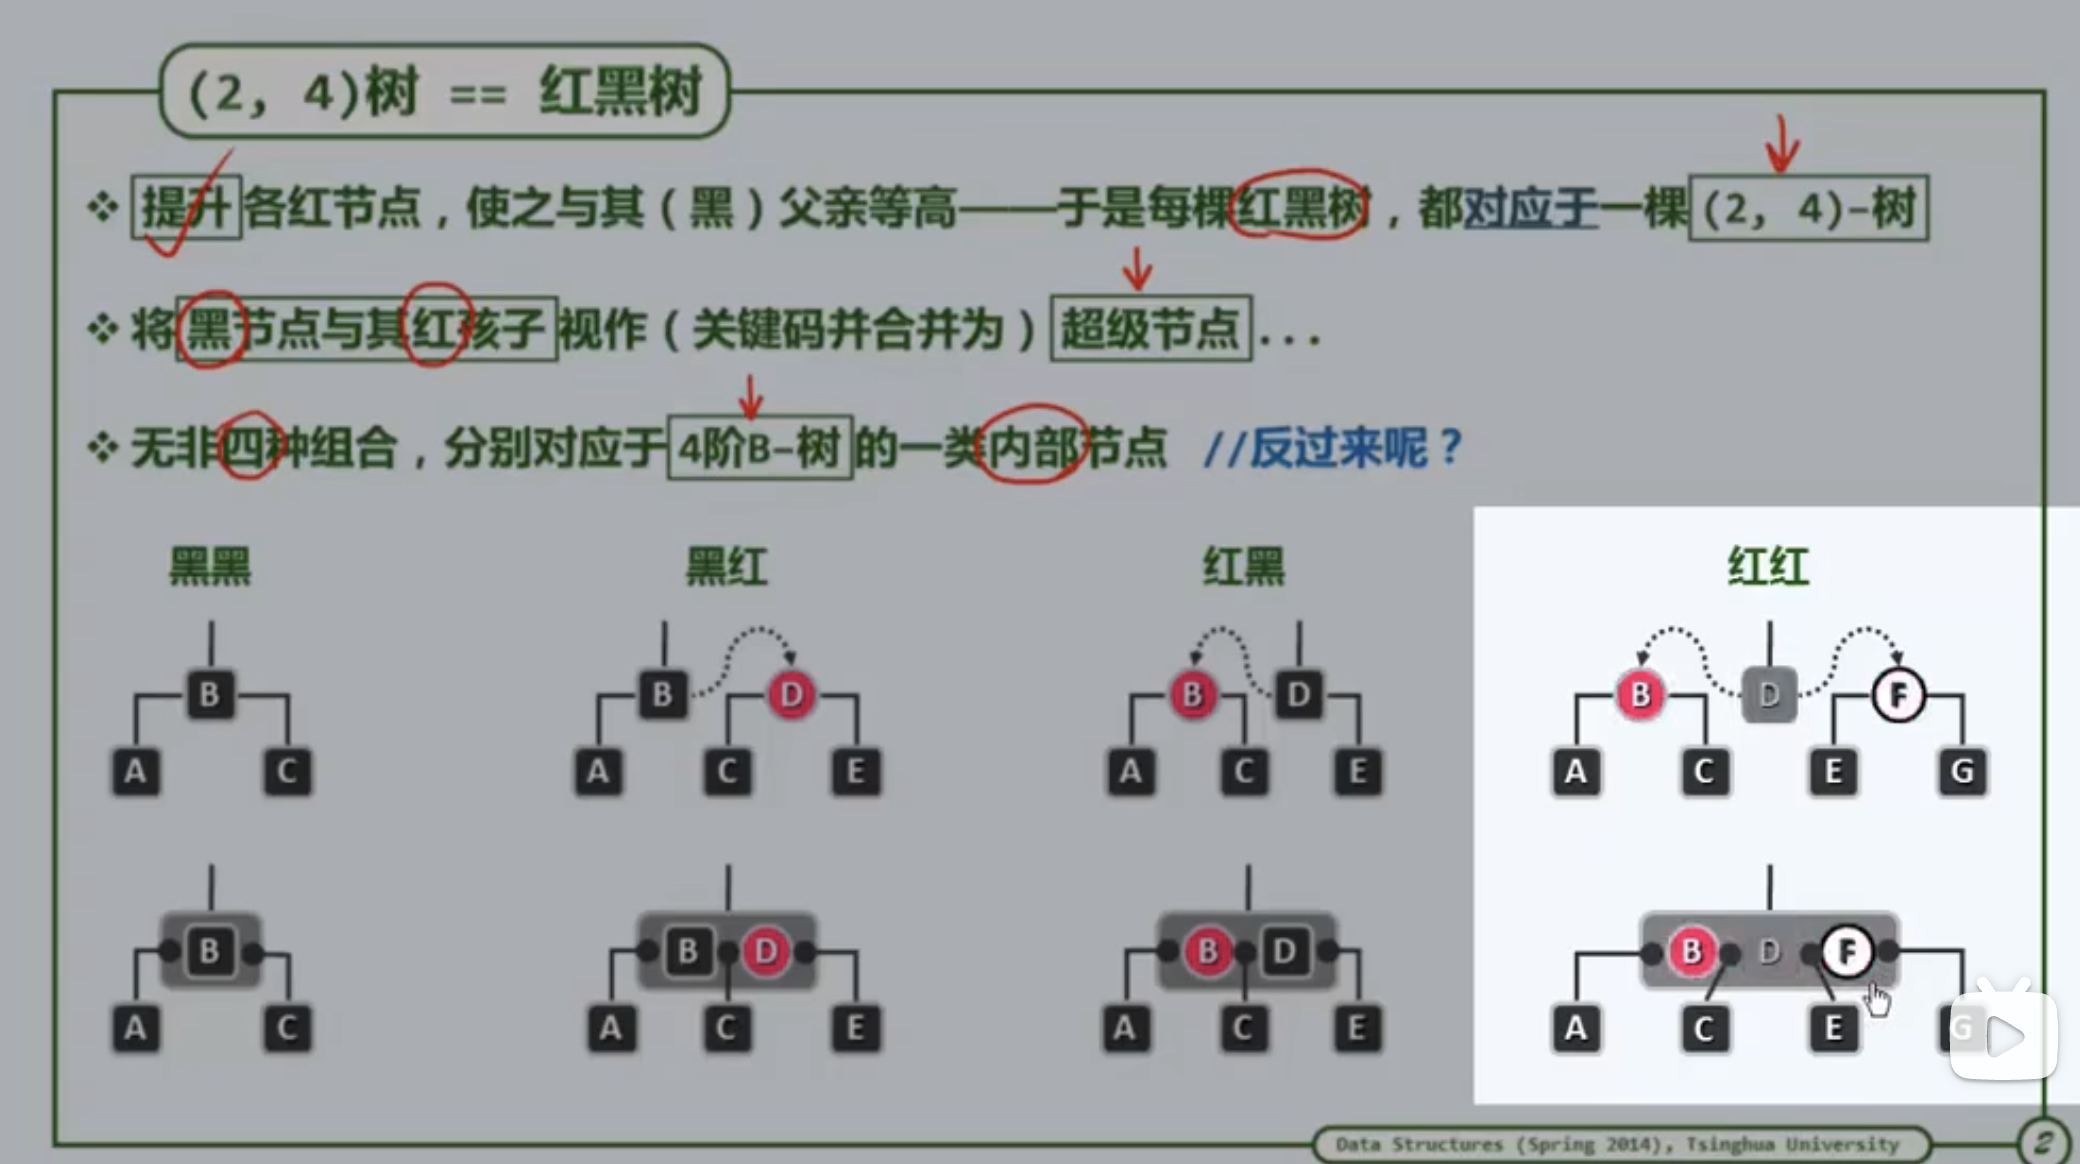 (2, 4)树 == 红黑树
❖ 提升各红节点，使之与其（黑）父亲等高——于是每棵红黑树，都对应于一棵(2, 4)-树
❖ 将黑节点与其红孩子视作（关键码并合并为）超级节点...
❖ 无非四种组合，分别对应于4阶B-树的一类内部节点 //反过来呢？
黑黑 黑红 红黑 红红
B B D B D B D F
A C A C E A C E A C E G
B B D B D B D F
A C A C E A C E A C E G
Data Structures (Spring 2014), Tsinghua University 2